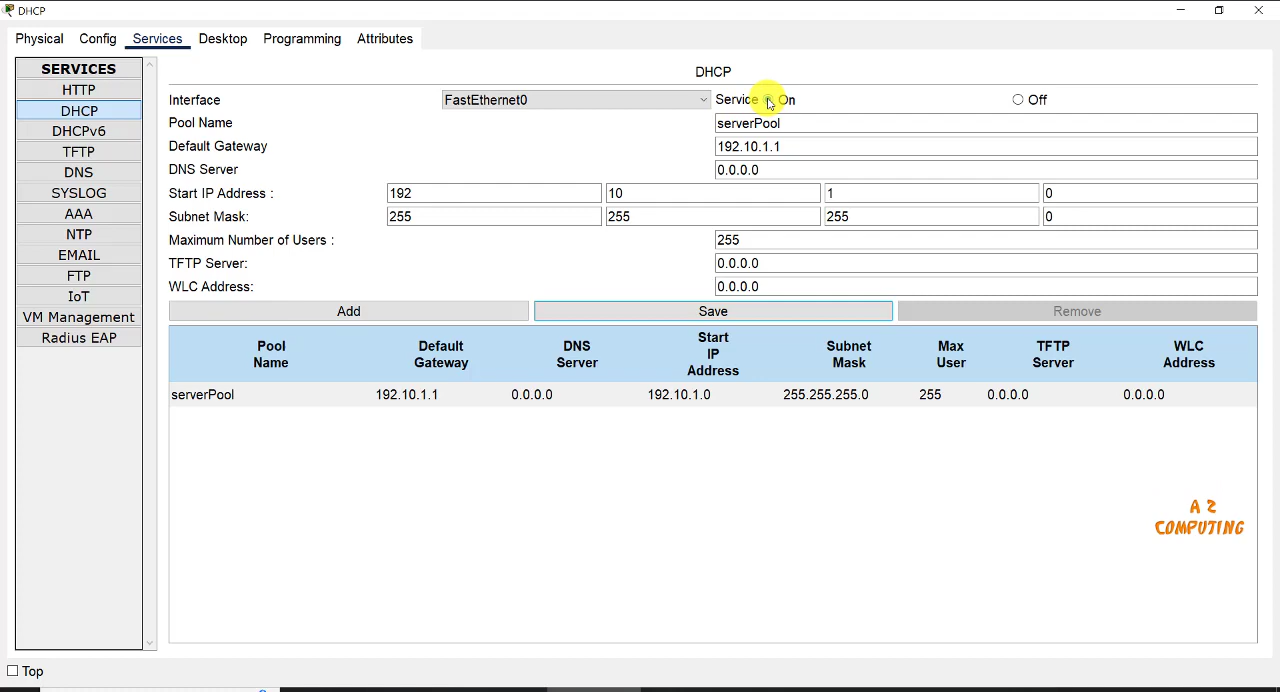 DHCP
Physical Config Services Desktop Programming Attributes
SERVICES
HTTP
DHCP
DHCPv6
TFTP
DNS
SYSLOG
AAA
NTP
EMAIL
FTP
IoT
VM Management
Radius EAP
DHCP
Interface FastEthernet0 Service On Off
Pool Name serverPool
Default Gateway 192.10.1.1
DNS Server 0.0.0.0
Start IP Address : 192 10 1 0
Subnet Mask: 255 255 255 0
Maximum Number of Users : 255
TFTP Server: 0.0.0.0
WLC Address: 0.0.0.0
Add Save Remove
Pool Name Default Gateway DNS Server Start IP Address Subnet Mask Max User TFTP Server WLC Address
serverPool 192.10.1.1 0.0.0.0 192.10.1.0 255.255.255.0 255 0.0.0.0 0.0.0.0
A Z
COMPUTING
Top